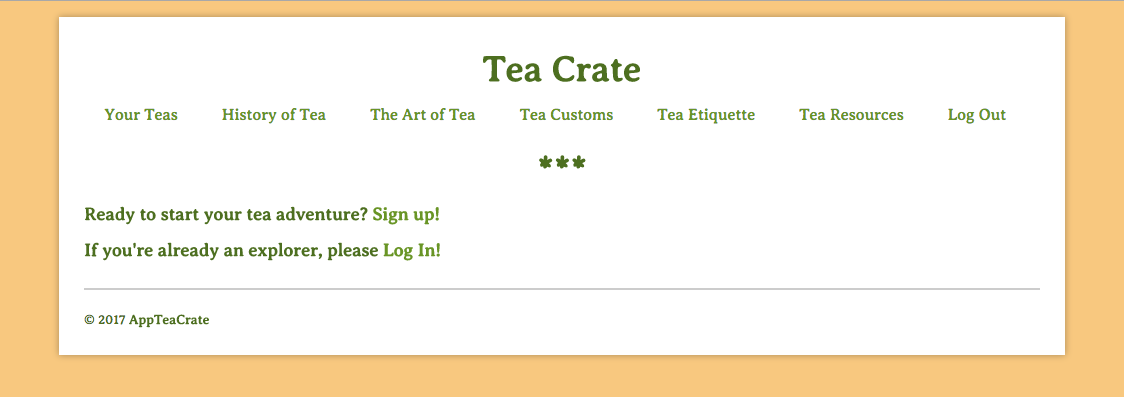 Tea Crate
Your Teas History of Tea The Art of Tea Tea Customs Tea Etiquette Tea Resources Log Out
Ready to start your tea adventure? Sign up!
If you're already an explorer, please Log In!
© 2017 AppTeaCrate